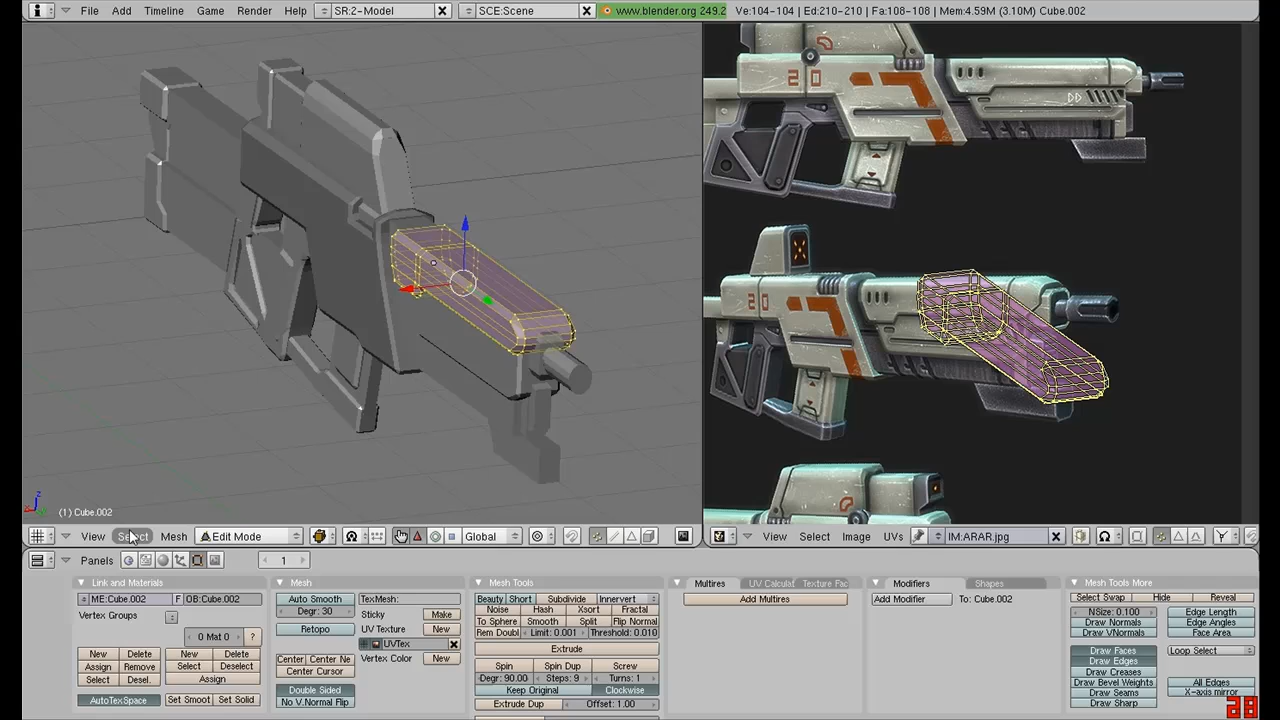 File Add Timeline Game Render Help SR:2-Model SCE:Scene www.blender.org 249.2 Ve:104-104 | Ed:210-210 | Fa:108-108 | Mem:4.59M (3.10M) Cube.002
20
20
(1) Cube.002
View Select Mesh Edit Mode Global View Select Image UVs IM:ARAR.jpg
Panels 1
Link and Materials Mesh Mesh Tools Multires UV Calculat Texture Fac Modifiers Shapes Mesh Tools More
ME:Cube.002 F OB:Cube.002 Auto Smooth TexMesh: Beauty Short Subdivide Innervert Add Multires Add Modifier To: Cube.002 Select Swap Hide Reveal
Vertex Groups Degr: 30 Sticky Make Noise Hash Xsort Fractal NSize: 0.100 Edge Length
Retopo UV Texture New To Sphere Smooth Split Flip Normal Draw Normals Edge Angles
0 Mat 0 ? UVTex Rem Doubl Limit: 0.001 Threshold: 0.010 Draw VNormals Face Area
New Delete New Delete Center Center Ne Vertex Color New Extrude Draw Faces Loop Select
Assign Remove Select Deselect Center Cursor Spin Spin Dup Screw Draw Edges
Select Desel. Assign Degr: 90.00 Steps: 9 Turns: 1 Draw Creases
Double Sided Keep Original Clockwise Draw Bevel Weights All Edges
AutoTexSpace Set Smoot Set Solid No V.Normal Flip Extrude Dup Offset: 1.00 Draw Seams X-axis mirror
Draw Sharp
28